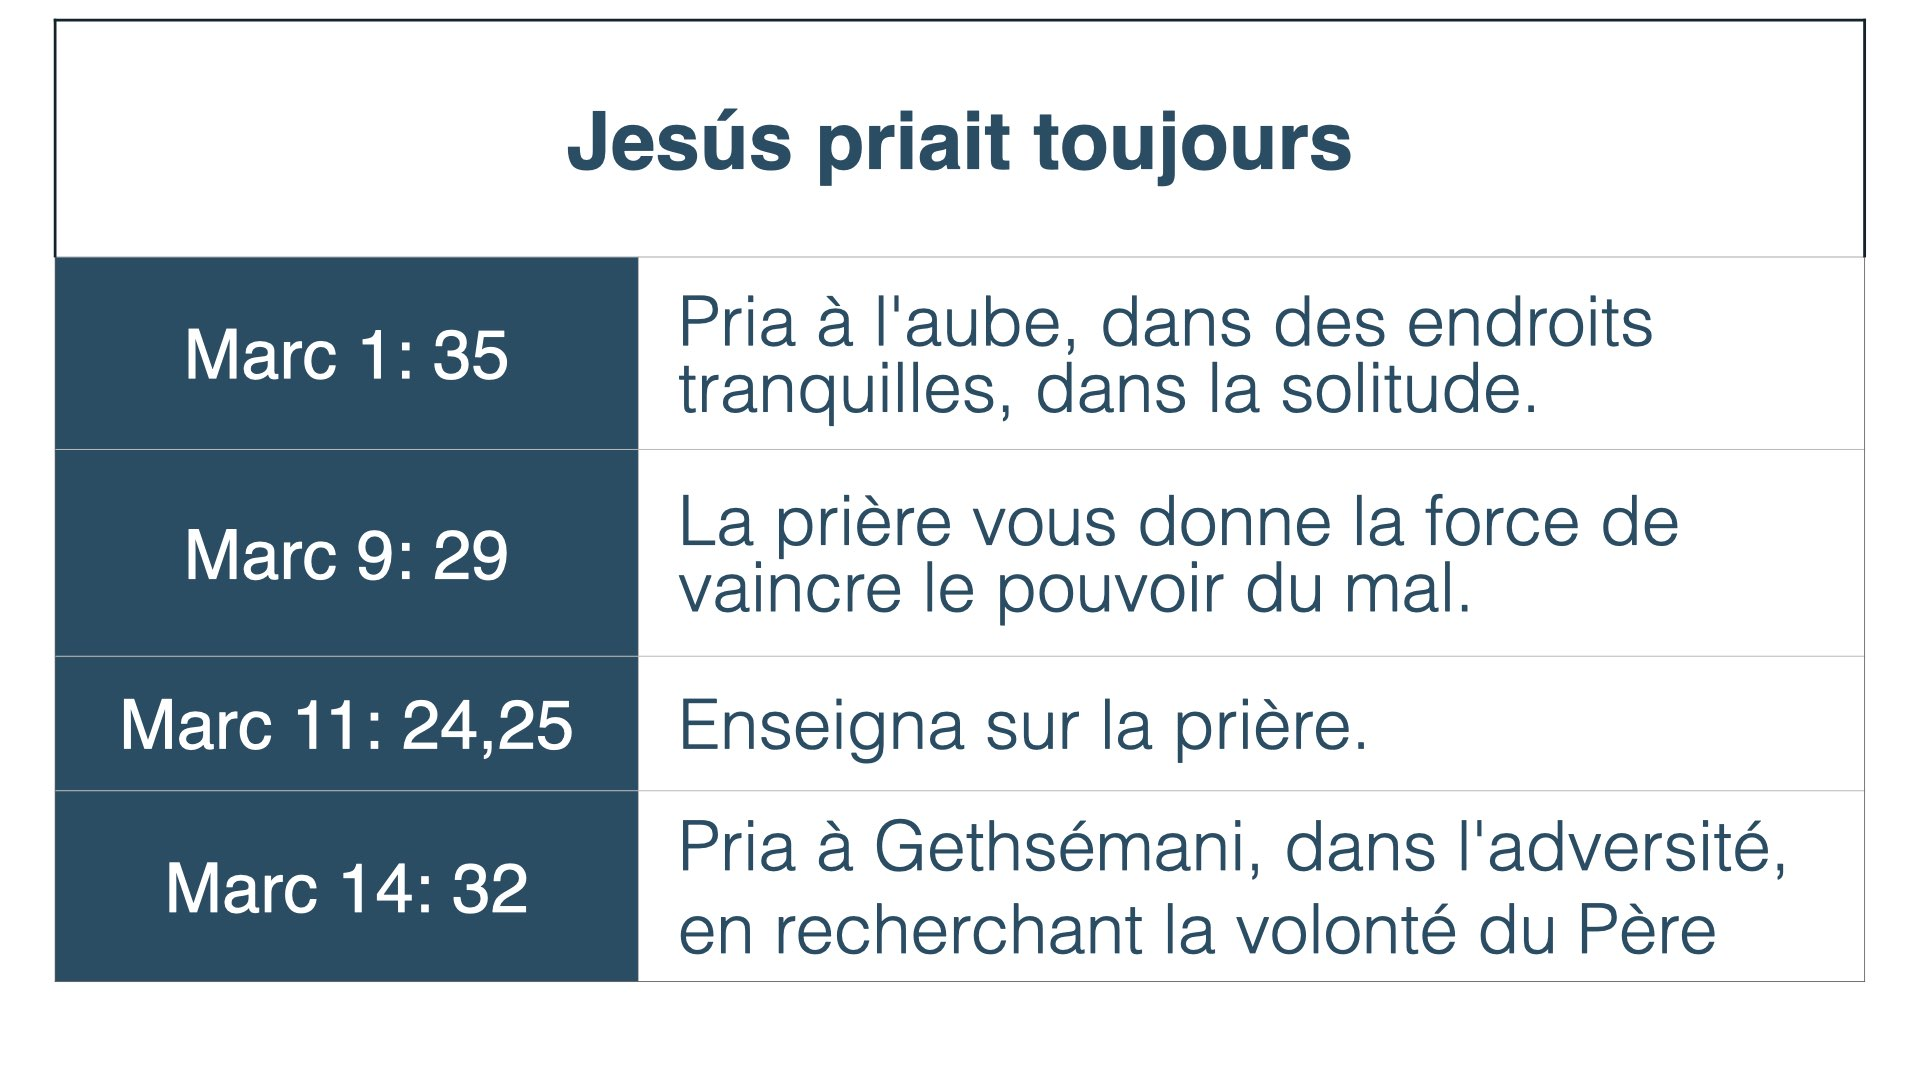 Jesús priait toujours
Marc 1: 35
Pria à l'aube, dans des endroits
tranquilles, dans la solitude.
Marc 9: 29
La prière vous donne la force de
vaincre le pouvoir du mal.
Marc 11: 24,25
Enseigna sur la prière.
Marc 14: 32
Pria à Gethsémani, dans l'adversité,
en recherchant la volonté du Père